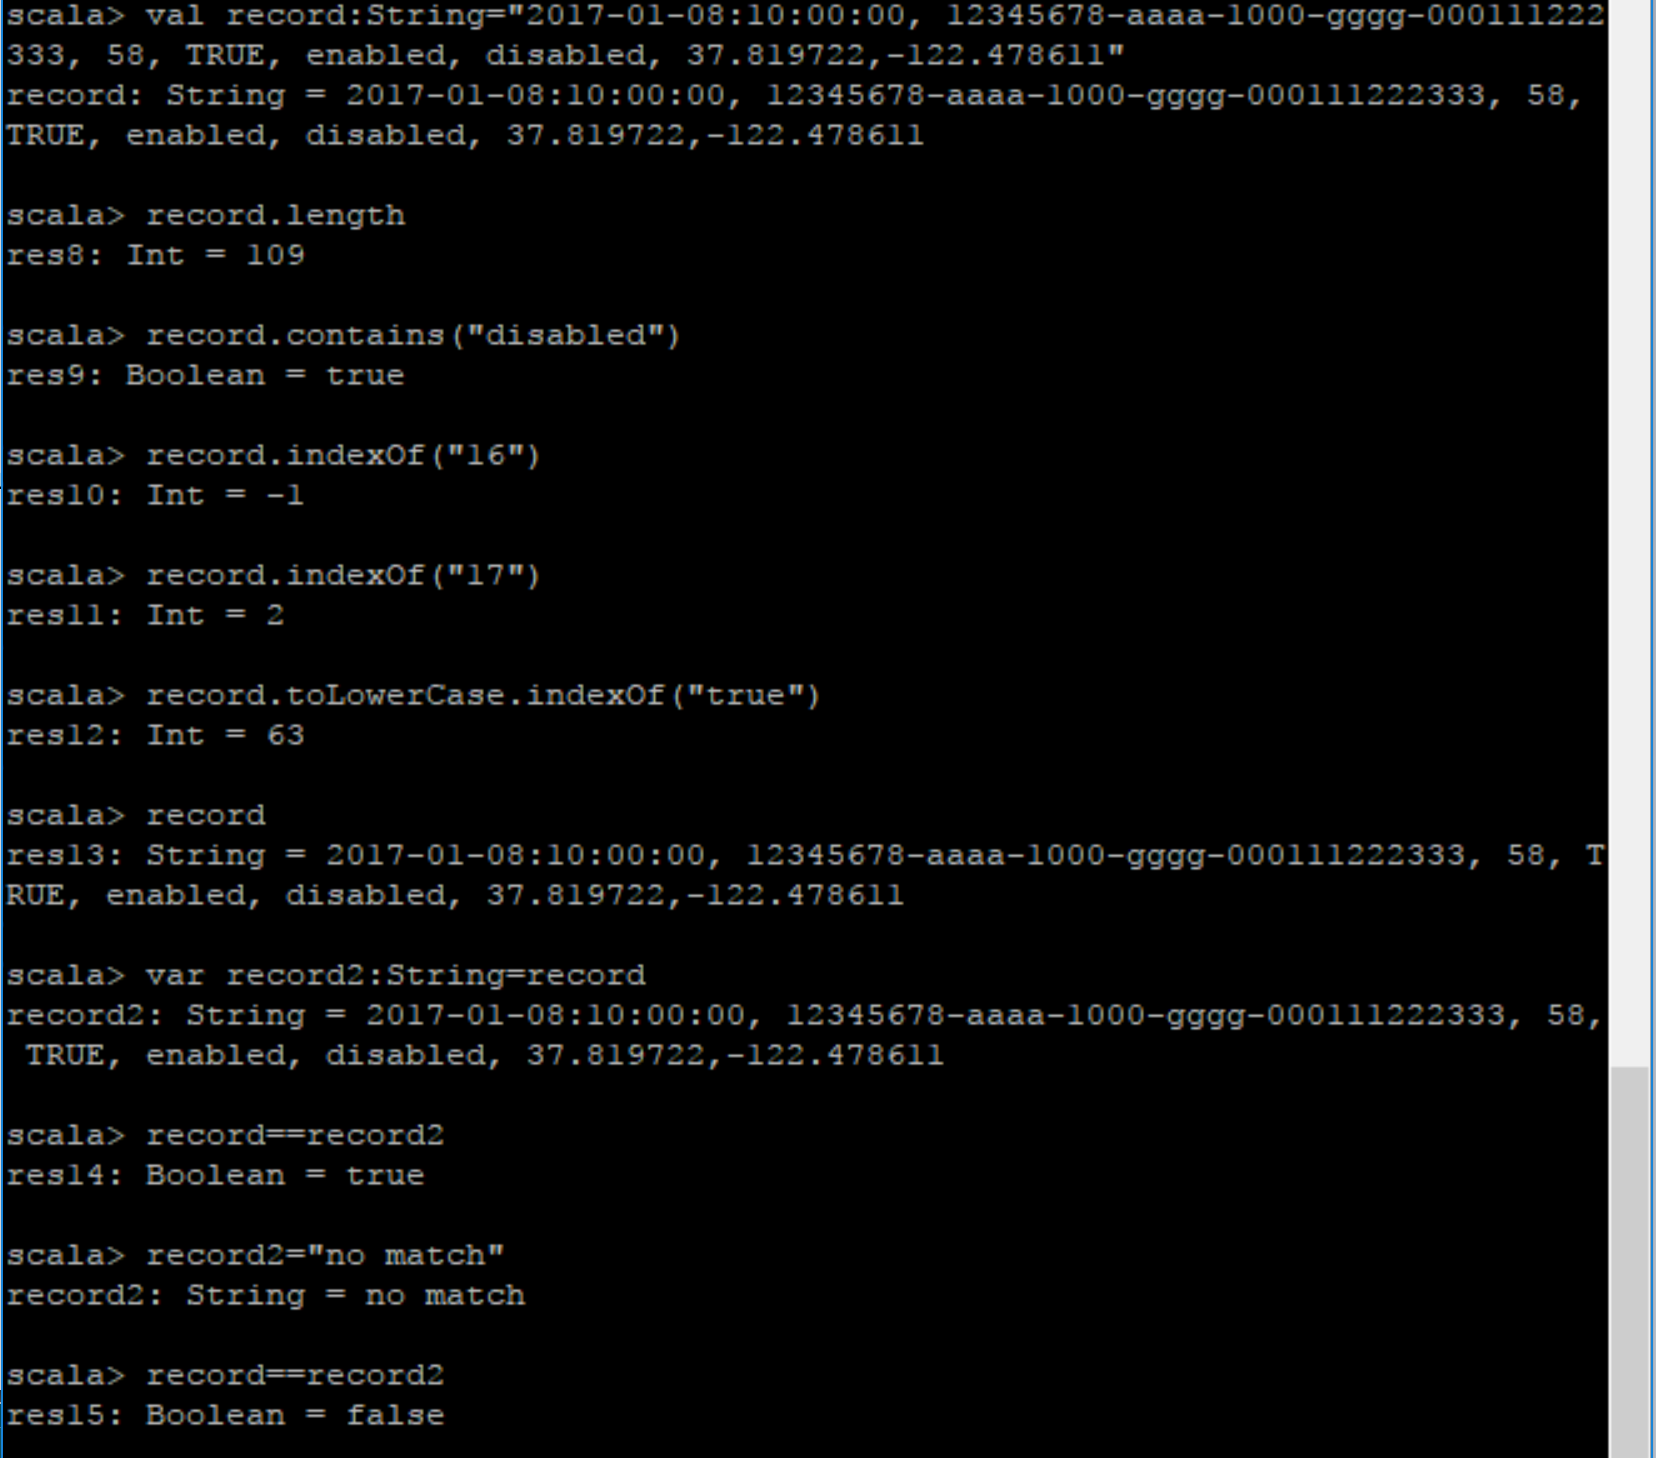 scala> val record:String="2017-01-08:10:00:00, 12345678-aaaa-1000-gggg-000111222
333, 58, TRUE, enabled, disabled, 37.819722,-122.478611"
record: String = 2017-01-08:10:00:00, 12345678-aaaa-1000-gggg-000111222333, 58,
TRUE, enabled, disabled, 37.819722,-122.478611
scala> record.length
res8: Int = 109
scala> record.contains("disabled")
res9: Boolean = true
scala> record.indexOf("16")
res10: Int = -1
scala> record.indexOf("17")
res11: Int = 2
scala> record.toLowerCase.indexOf("true")
res12: Int = 63
scala> record
res13: String = 2017-01-08:10:00:00, 12345678-aaaa-1000-gggg-000111222333, 58, T
RUE, enabled, disabled, 37.819722,-122.478611
scala> var record2:String=record
record2: String = 2017-01-08:10:00:00, 12345678-aaaa-1000-gggg-000111222333, 58,
 TRUE, enabled, disabled, 37.819722,-122.478611
scala> record==record2
res14: Boolean = true
scala> record2="no match"
record2: String = no match
scala> record==record2
res15: Boolean = false